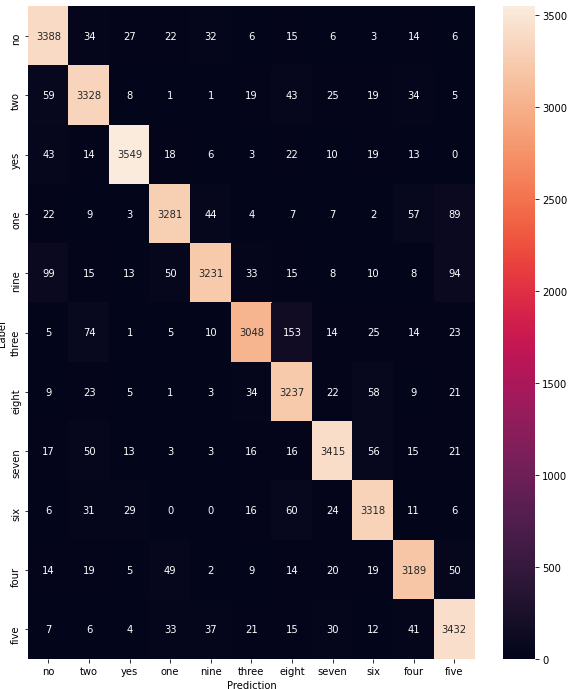 no 3388 34 27 22 32 6 15 6 3 14 6
two 59 3328 8 1 1 19 43 25 19 34 5
yes 43 14 3549 18 6 3 22 10 19 13 0
one 22 9 3 3281 44 4 7 7 2 57 89
nine 99 15 13 50 3231 33 15 8 10 8 94
Label
three 5 74 1 5 10 3048 153 14 25 14 23
eight 9 23 5 1 3 34 3237 22 58 9 21
seven 17 50 13 3 3 16 16 3415 56 15 21
six 6 31 29 0 0 16 60 24 3318 11 6
four 14 19 5 49 2 9 14 20 19 3189 50
five 7 6 4 33 37 21 15 30 12 41 3432
no two yes one nine three eight seven six four five
Prediction
3500
3000
2500
2000
1500
1000
500
0